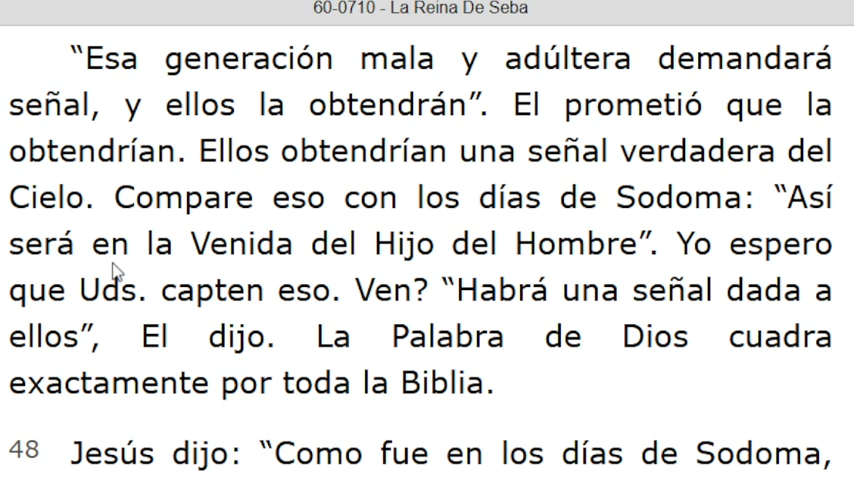 60-0710 - La Reina De Seba
“Esa generación mala y adúltera demandará
señal, y ellos la obtendrán”. El prometió que la
obtendrían. Ellos obtendrían una señal verdadera del
Cielo. Compare eso con los días de Sodoma: “Así
será en la Venida del Hijo del Hombre”. Yo espero
que Uds. capten eso. Ven? “Habrá una señal dada a
ellos”, El dijo. La Palabra de Dios cuadra
exactamente por toda la Biblia.
48 Jesús dijo: “Como fue en los días de Sodoma,